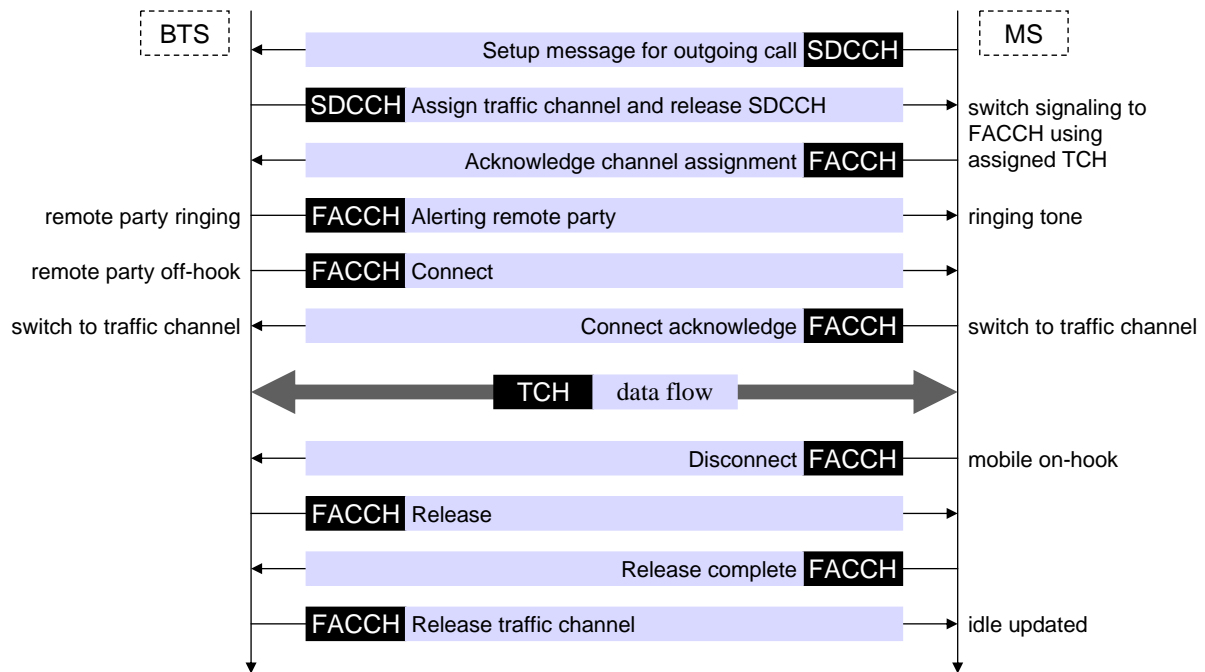 BTS
MS
Setup message for outgoing call SDCCH
SDCCH Assign traffic channel and release SDCCH
switch signaling to
FACCH using
assigned TCH
Acknowledge channel assignment FACCH
remote party ringing FACCH Alerting remote party ringing tone
remote party off-hook FACCH Connect
switch to traffic channel Connect acknowledge FACCH switch to traffic channel
TCH data flow
Disconnect FACCH mobile on-hook
FACCH Release
Release complete FACCH
FACCH Release traffic channel idle updated